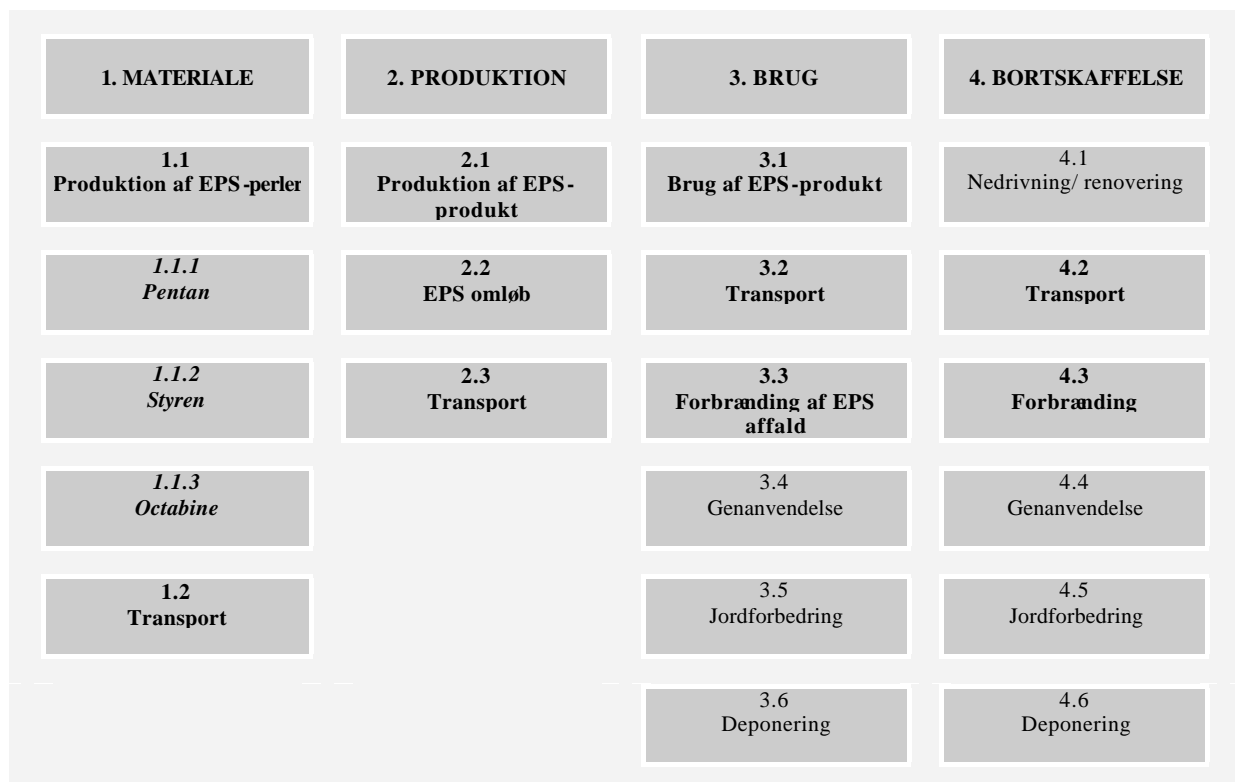 1. MATERIALE
2. PRODUKTION
3. BRUG
4. BORTSKAFFELSE
1.1
Produktion af EPS-perler
2.1
Produktion af EPS-
produkt
3.1
Brug af EPS-produkt
4.1
Nedrivning/ renovering
1.1.1
Pentan
2.2
EPS omløb
3.2
Transport
4.2
Transport
1.1.2
Styren
2.3
Transport
3.3
Forbrænding af EPS
affald
4.3
Forbrænding
1.1.3
Octabine
3.4
Genanvendelse
4.4
Genanvendelse
1.2
Transport
3.5
Jordforbedring
4.5
Jordforbedring
3.6
Deponering
4.6
Deponering